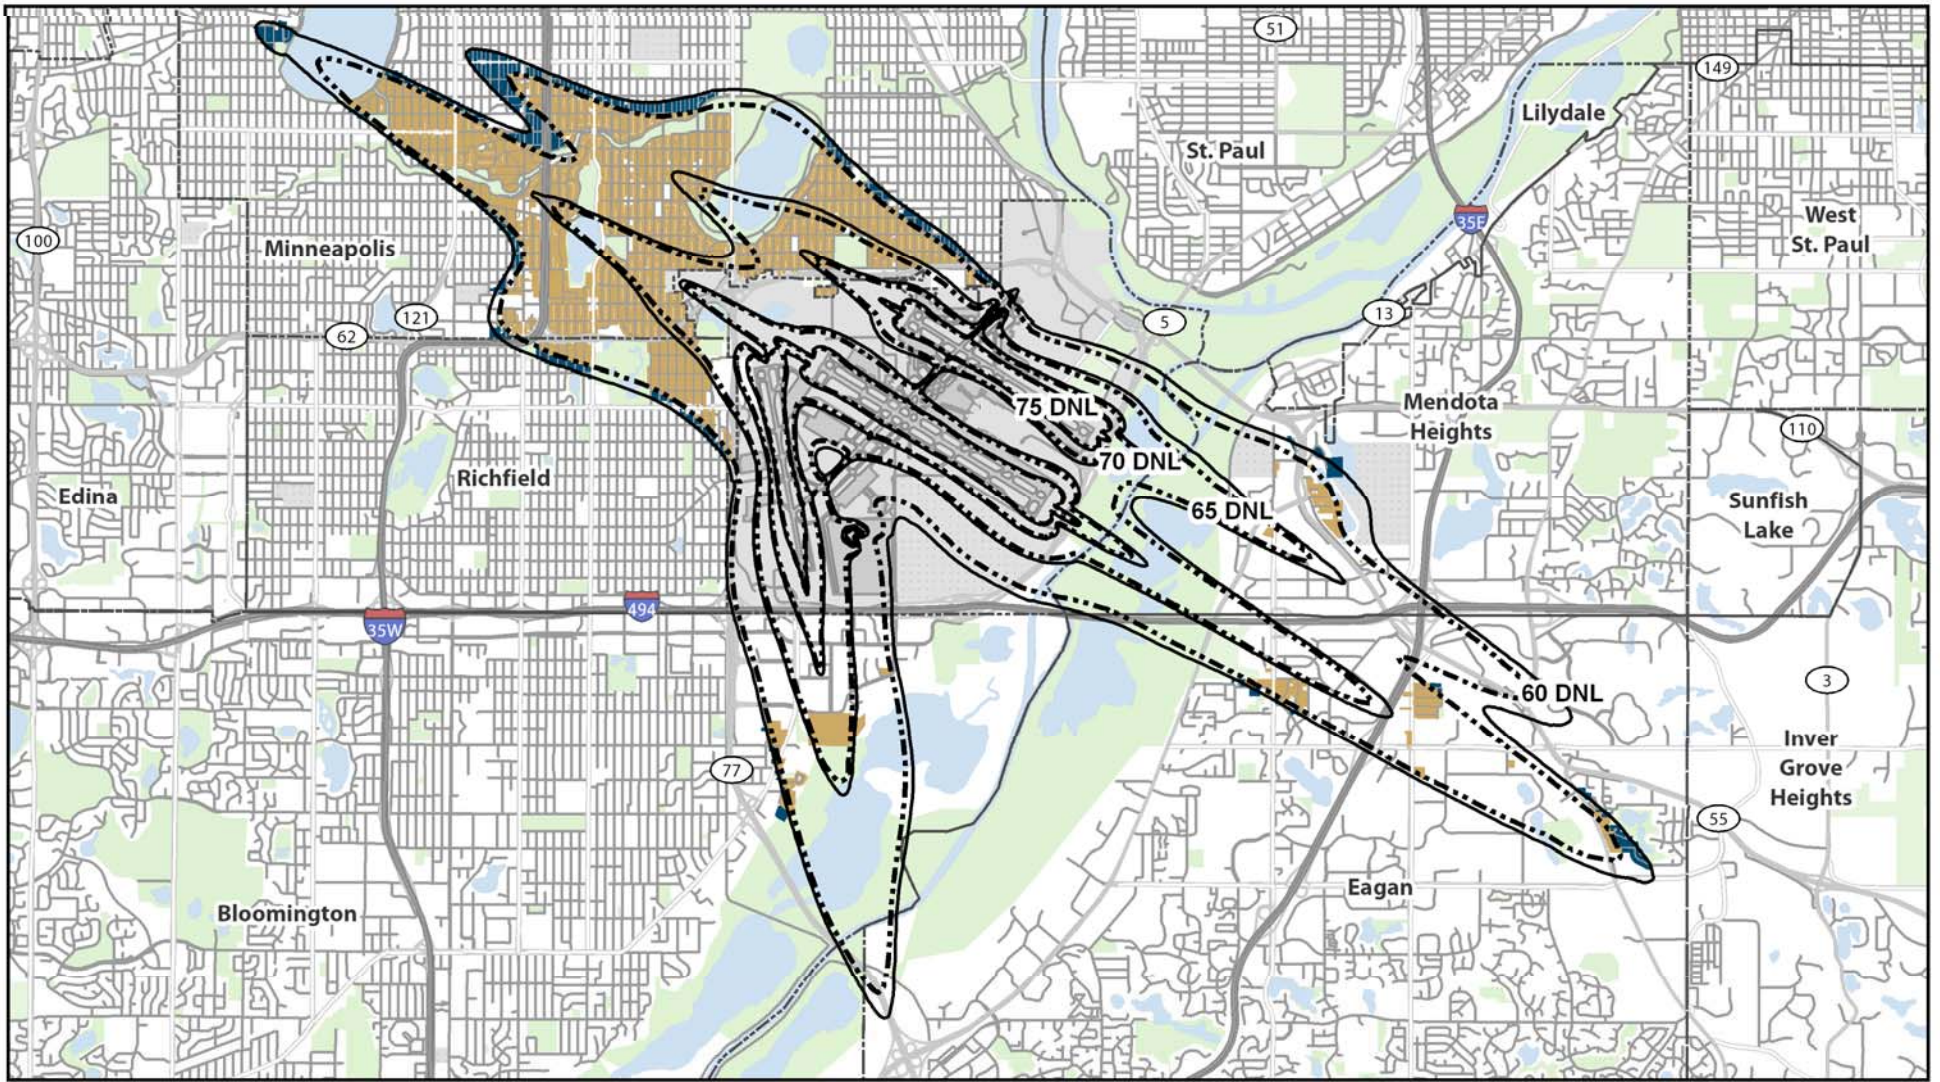 51
149
Lilydale
St. Paul
35E
West
St. Paul
100
Minneapolis
121
62
5
13
75 DNL
Mendota
Heights
110
70 DNL
Richfield
Edina
65 DNL
Sunfish
Lake
494
35W
3
60 DNL
Inver
Grove
Heights
77
55
Eagan
Bloomington